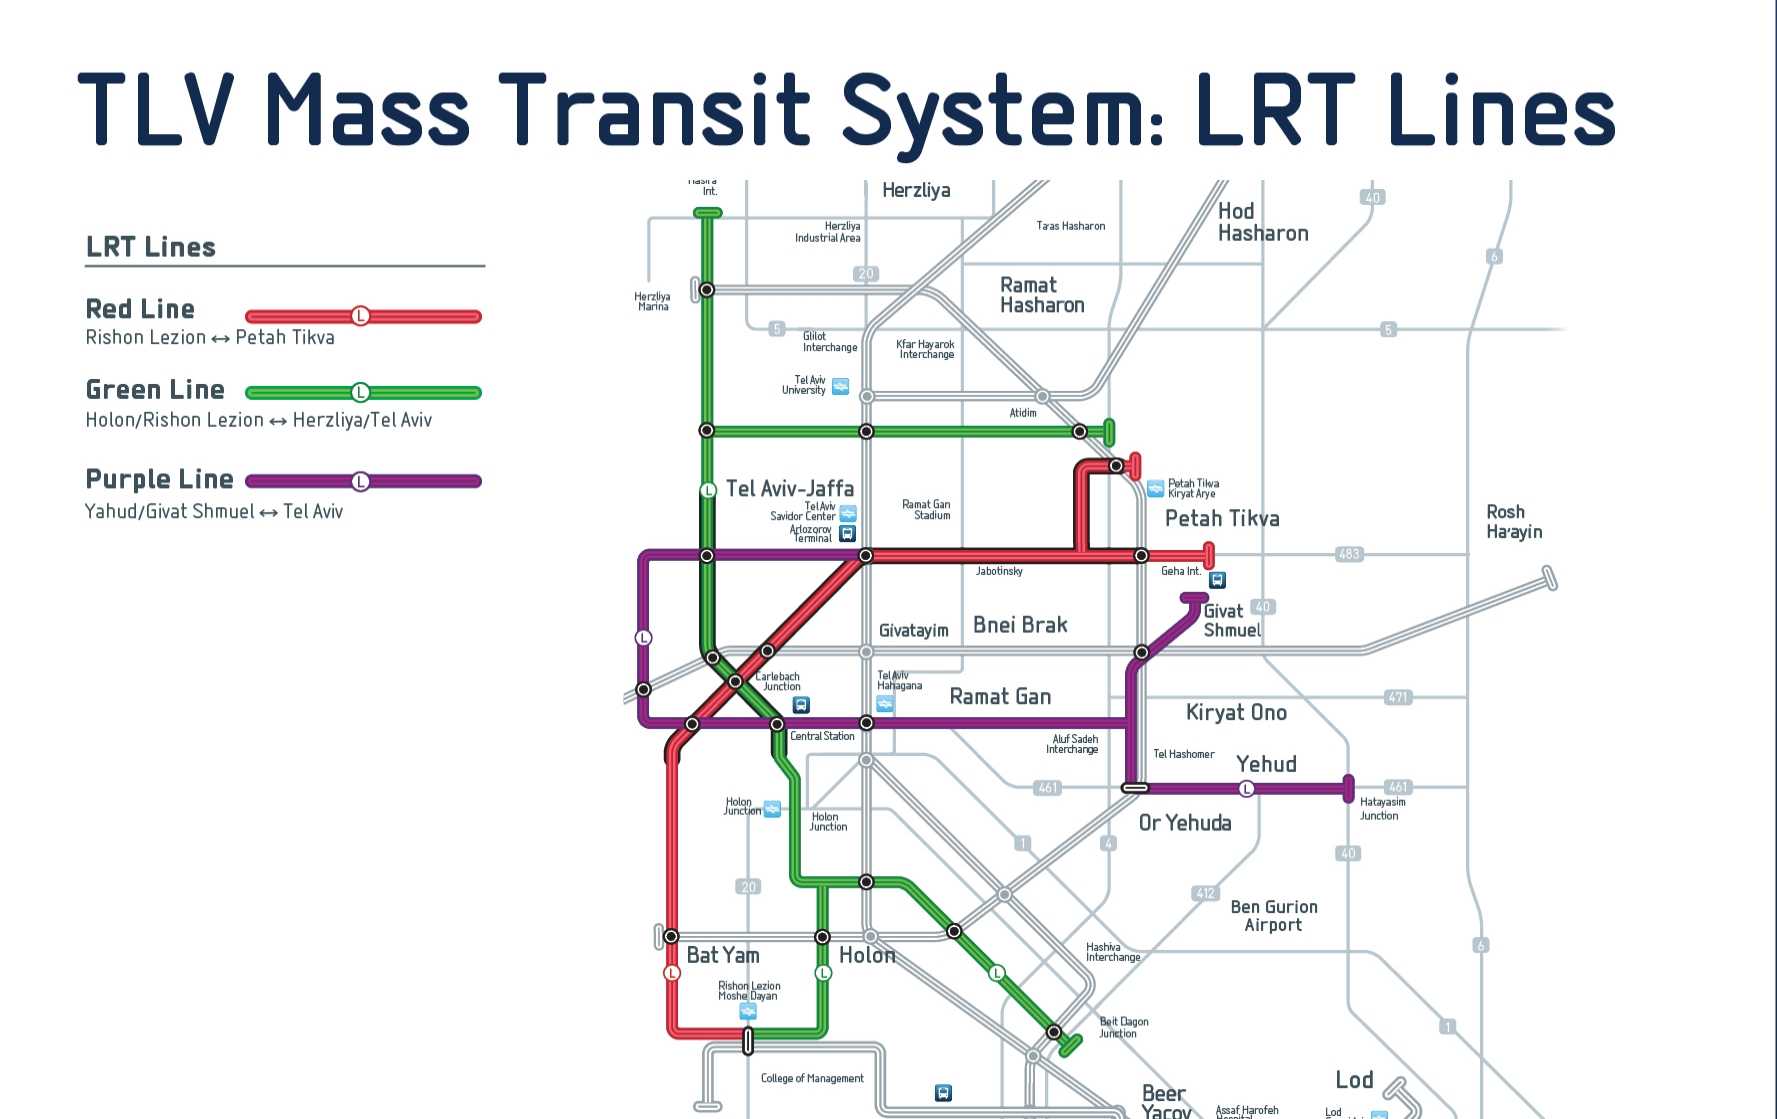 TLV Mass Transit System: LRT Lines
LRT Lines
Red Line
L
Rishon Lezion ↔ Petah Tikva
Green Line
L
Holon/Rishon Lezion ↔ Herzliya/Tel Aviv
Purple Line
L
Yahud/Givat Shmuel ↔ Tel Aviv
Int.
Herzliya
40
Hod
Hasharon
Herzliya
Industrial Area
Ta'as Hasharon
6
20
Herzliya
Marina
Ramat
Hasharon
5
5
Glilot
Interchange
Kfar Hayarok
Interchange
Tel Aviv
University
Atidim
L
Tel Aviv-Jaffa
Tel Aviv
Savidor Center
Arlozorov
Terminal
Ramat Gan
Stadium
Petah Tikva
Kiryat Arye
Petah Tikva
Rosh
Ha'ayin
483
Jabotinsky
Geha Int.
Givat
Shmuel
40
L
Givatayim
Bnei Brak
Carlebach
Junction
Tel Aviv
Hahagana
Ramat Gan
471
Kiryat Ono
Central Station
Aluf Sadeh
Interchange
Tel Hashomer
Yehud
461
L
461
Hatayasim
Junction
Holon
Junction
Holon
Junction
Or Yehuda
1
4
40
20
412
Ben Gurion
Airport
Bat Yam
Holon
Hashiva
Interchange
6
L
L
L
Rishon Lezion
Moshe Dayan
Beit Dagon
Junction
1
College of Management
Lod
Beer
Yacov
Assaf Harofeh
Hospital
Lod